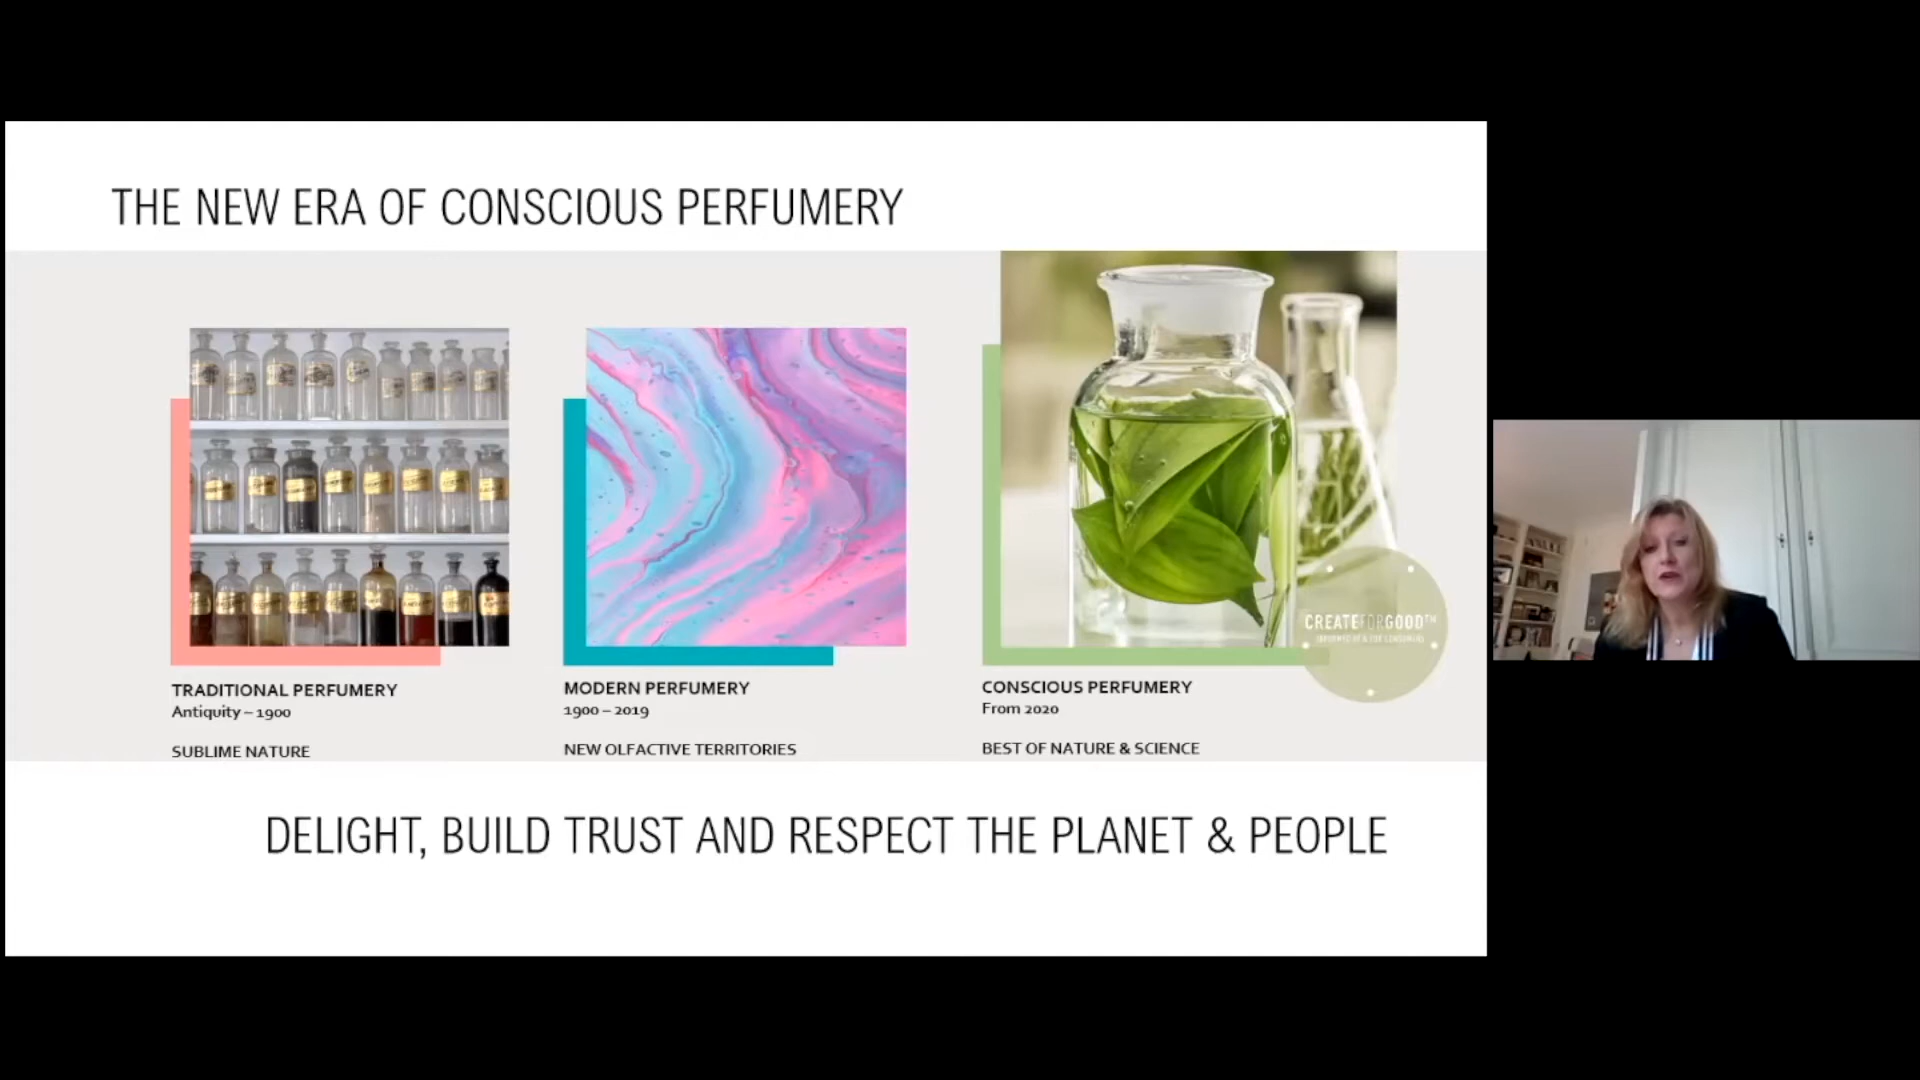 THE NEW ERA OF CONSCIOUS PERFUMERY
CREATEFORGOOD™
TRADITIONAL PERFUMERY
Antiquity – 1900
SUBLIME NATURE
MODERN PERFUMERY
1900 – 2019
NEW OLFACTIVE TERRITORIES
CONSCIOUS PERFUMERY
From 2020
BEST OF NATURE & SCIENCE
DELIGHT, BUILD TRUST AND RESPECT THE PLANET & PEOPLE